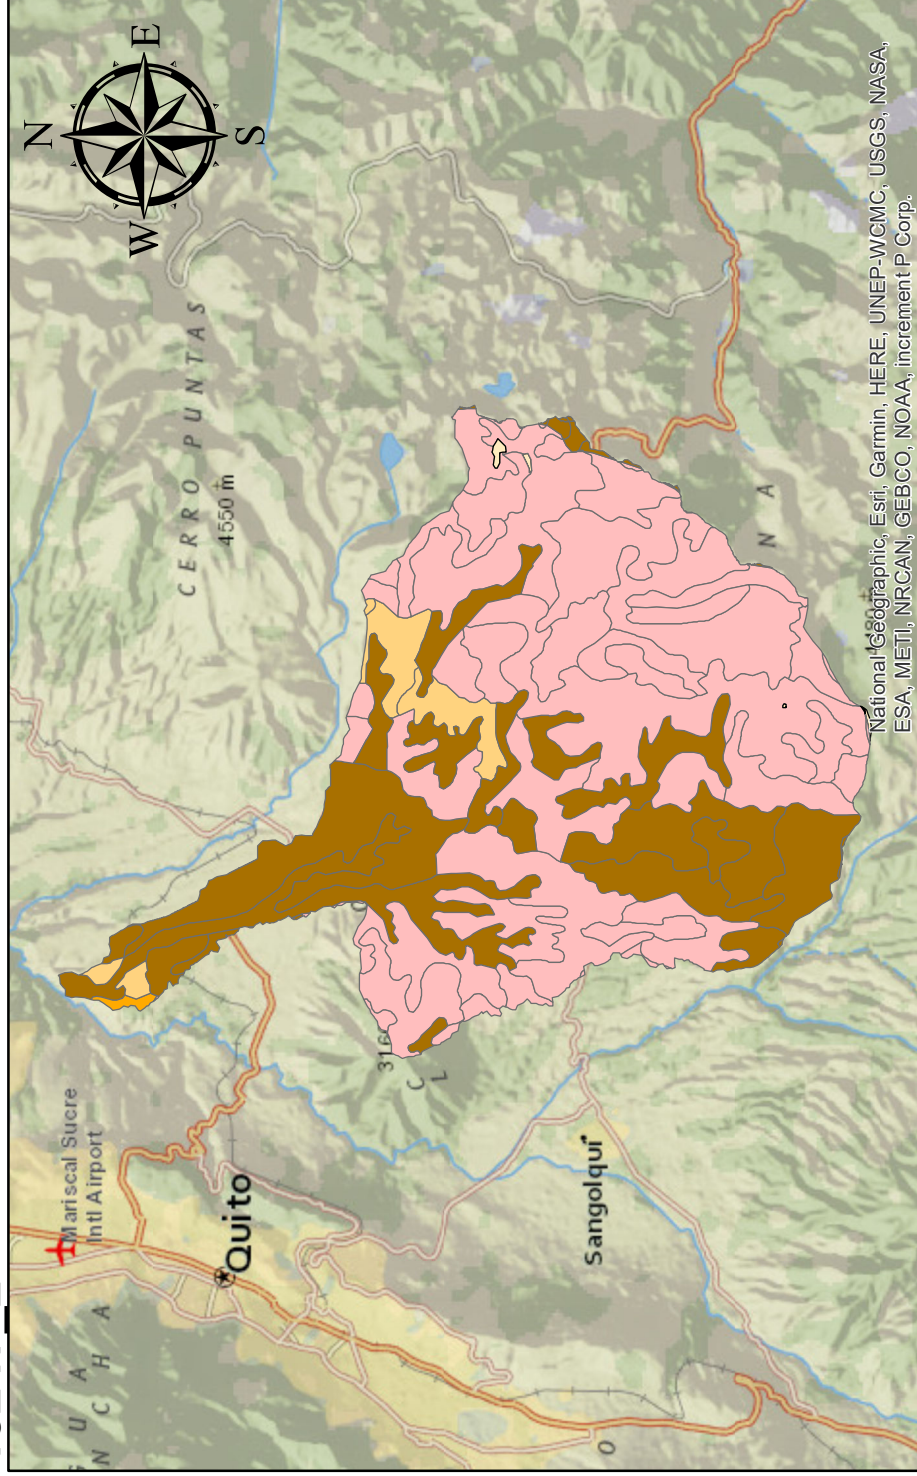 N
E
S
W
CERRO PUNTAS
4550 m
Mariscal Sucre
Intl Airport
Quito
Sangolquí
316
C
L
O
N A
G U A
N C H A
National Geographic, Esri, Garmin, HERE, UNEP-WCMC, USGS, NASA,
ESA, METI, NRCAN, GEBCO, NOAA, increment P Corp.